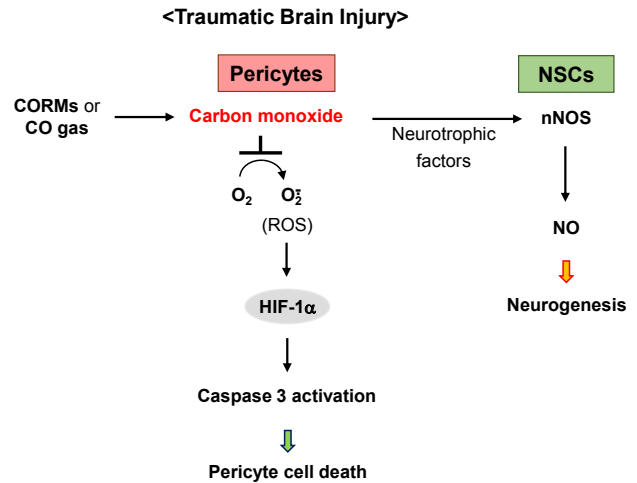 <Traumatic Brain Injury>
Pericytes
NSCs
CORMs or
CO gas
Carbon monoxide
nNOS
Neurotrophic
factors
O₂ O₂⁻
(ROS)
NO
HIF-1α
Neurogenesis
Caspase 3 activation
Pericyte cell death